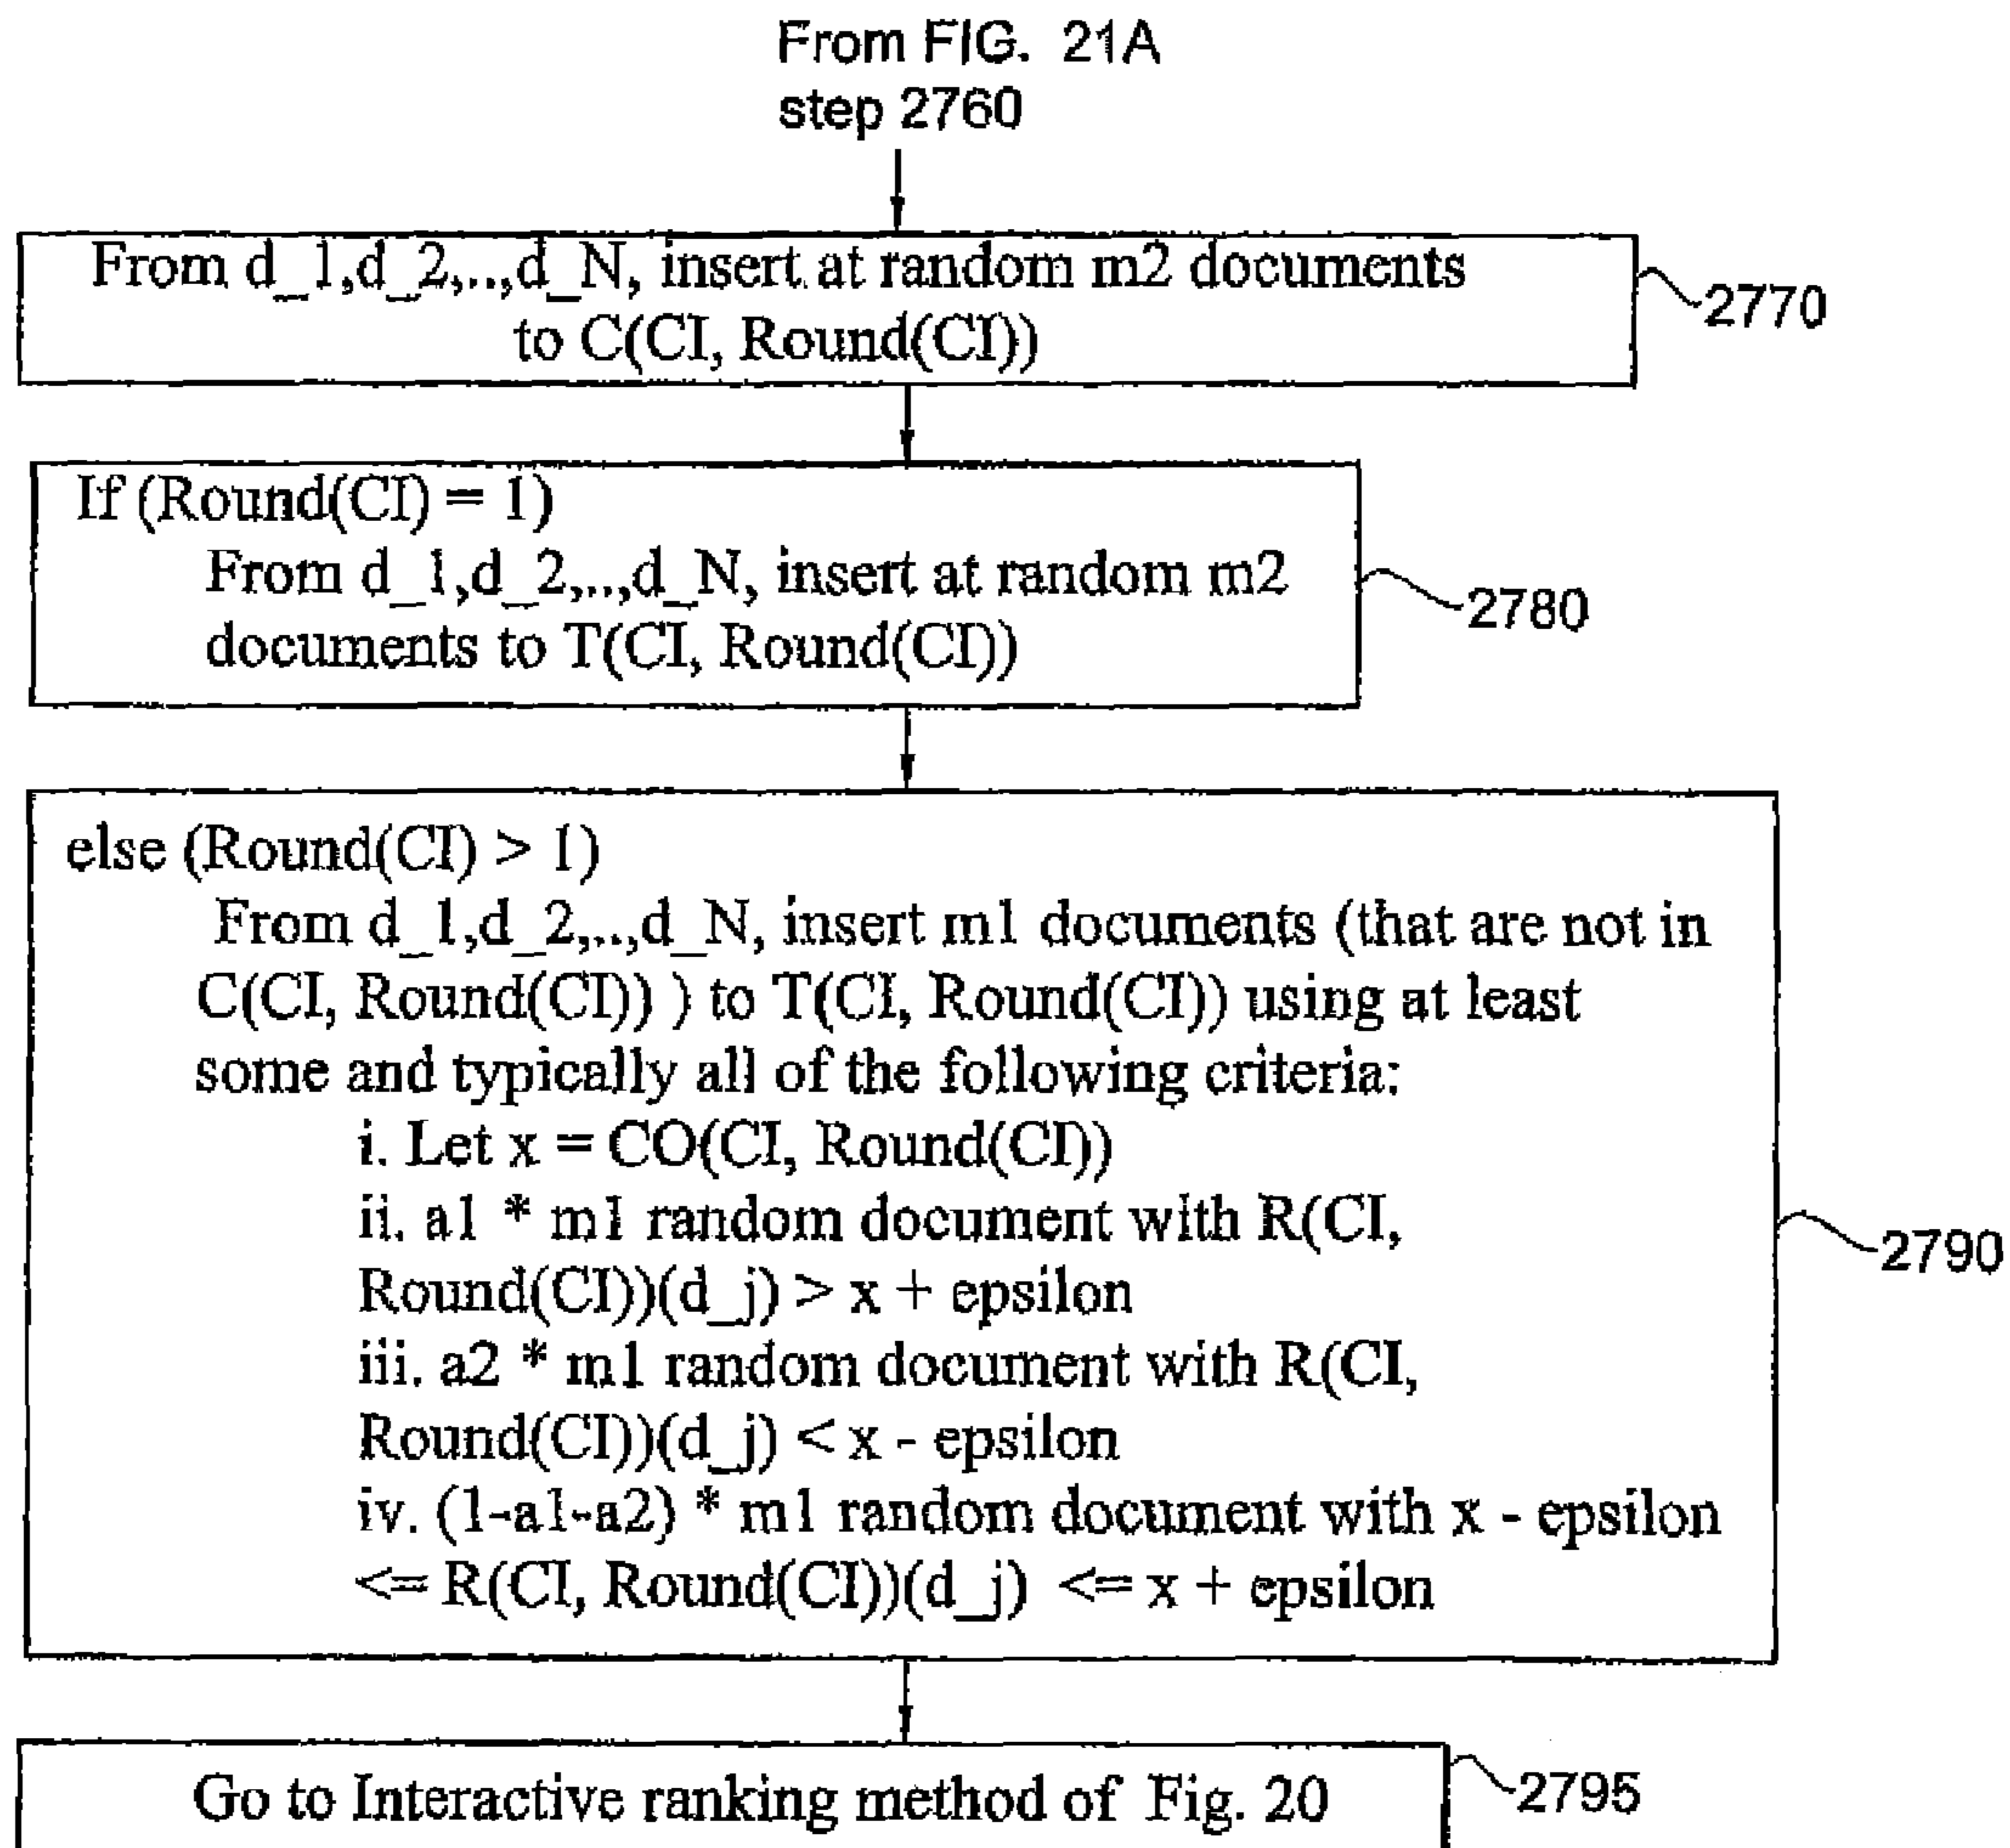 From FIG. 21A
step 2760
From d_1,d_2,..,d_N, insert at random m2 documents
to C(CI, Round(CI))
2770
If (Round(CI) = 1)
From d_1,d_2,..,d_N, insert at random m2
documents to T(CI, Round(CI))
2780
else (Round(CI) > 1)
From d_1,d_2,..,d_N, insert m1 documents (that are not in
C(CI, Round(CI)) ) to T(CI, Round(CI)) using at least
some and typically all of the following criteria:
i. Let x = CO(CI, Round(CI))
ii. a1 * m1 random document with R(CI,
Round(CI))(d_j) > x + epsilon
iii. a2 * m1 random document with R(CI,
Round(CI))(d_j) < x - epsilon
iv. (1-a1-a2) * m1 random document with x - epsilon
<= R(CI, Round(CI))(d_j) <= x + epsilon
2790
Go to Interactive ranking method of Fig. 20
2795